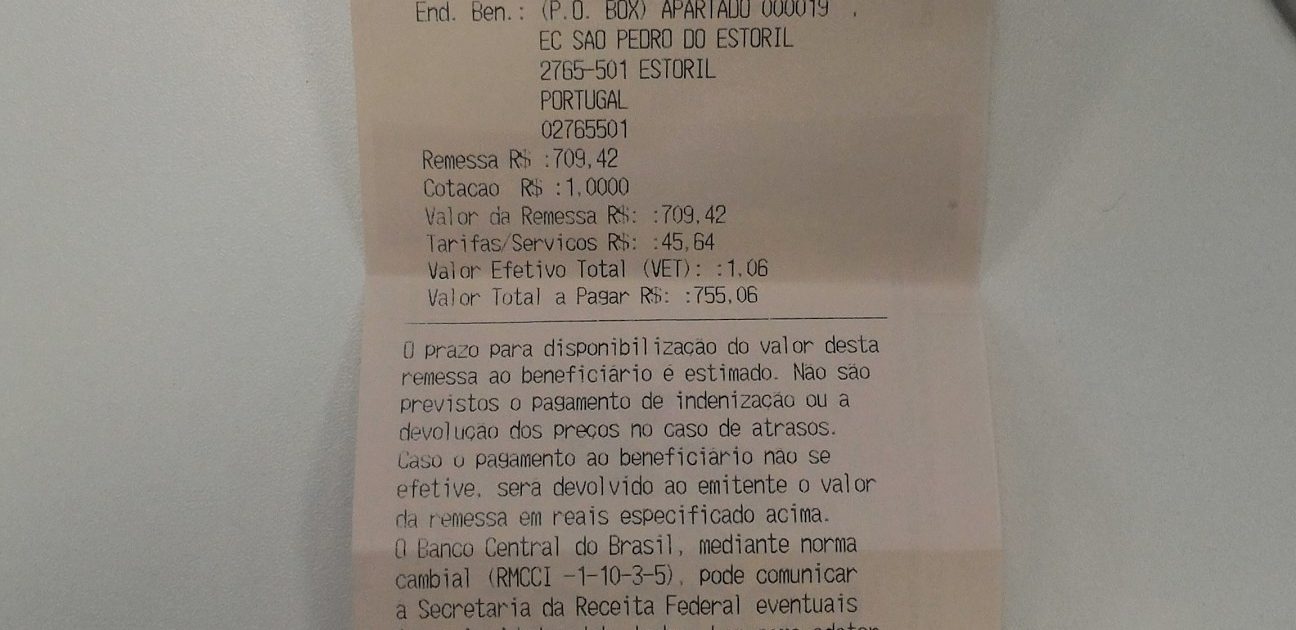 End. Ben.: (P.O. BOX) APARTADO 000019 .
EC SAO PEDRO DO ESTORIL
2765-501 ESTORIL
PORTUGAL
02765501
Remessa R$ :709,42
Cotacao R$ :1,0000
Valor da Remessa R$: :709,42
Tarifas/Servicos R$: :45,64
Valor Efetivo Total (VET): :1,06
Valor Total a Pagar R$: :755,06
O prazo para disponibilização do valor desta
remessa ao beneficiário é estimado. Não são
previstos o pagamento de indenização ou a
devolução dos preços no caso de atrasos.
Caso o pagamento ao beneficiário não se
efetive, será devolvido ao emitente o valor
da remessa em reais especificado acima.
O Banco Central do Brasil, mediante norma
cambial (RMCCI -1-10-3-5), pode comunicar
a Secretaria da Receita Federal eventuais